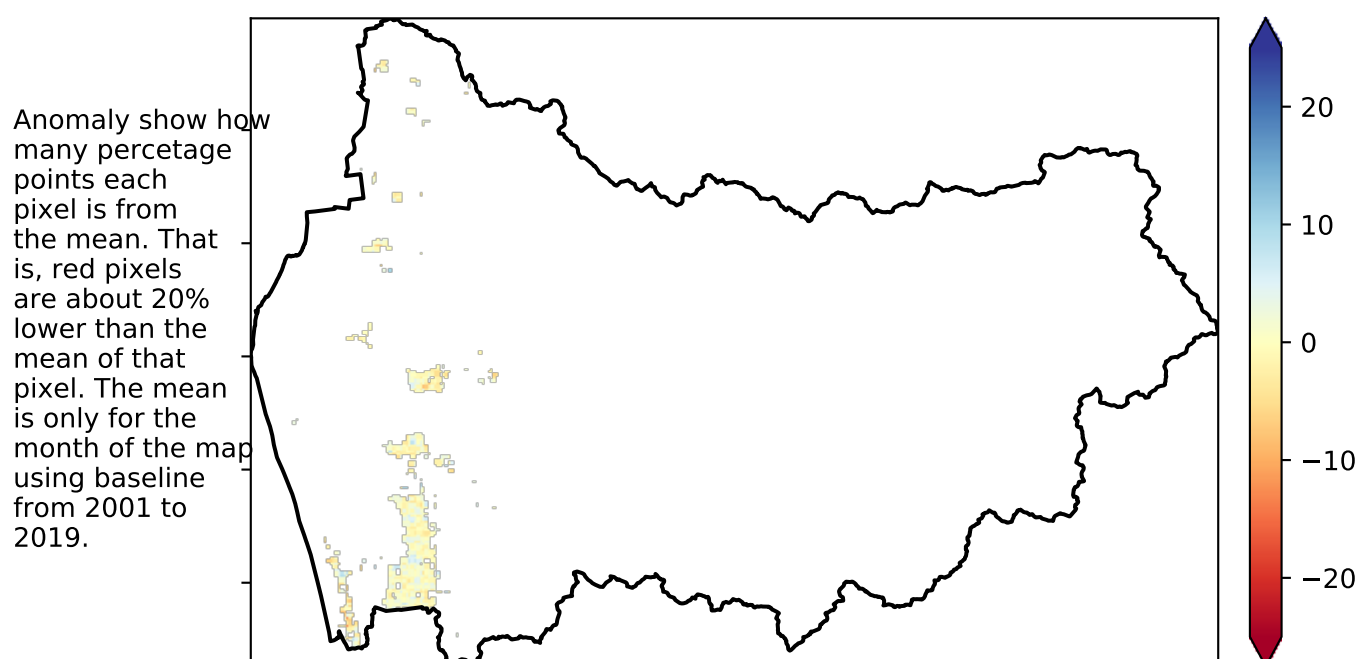 Anomaly show how
many percetage
points each
pixel is from
the mean. That
is, red pixels
are about 20%
lower than the
mean of that
pixel. The mean
is only for the
month of the map
using baseline
from 2001 to
2019.
20
10
0
−10
−20